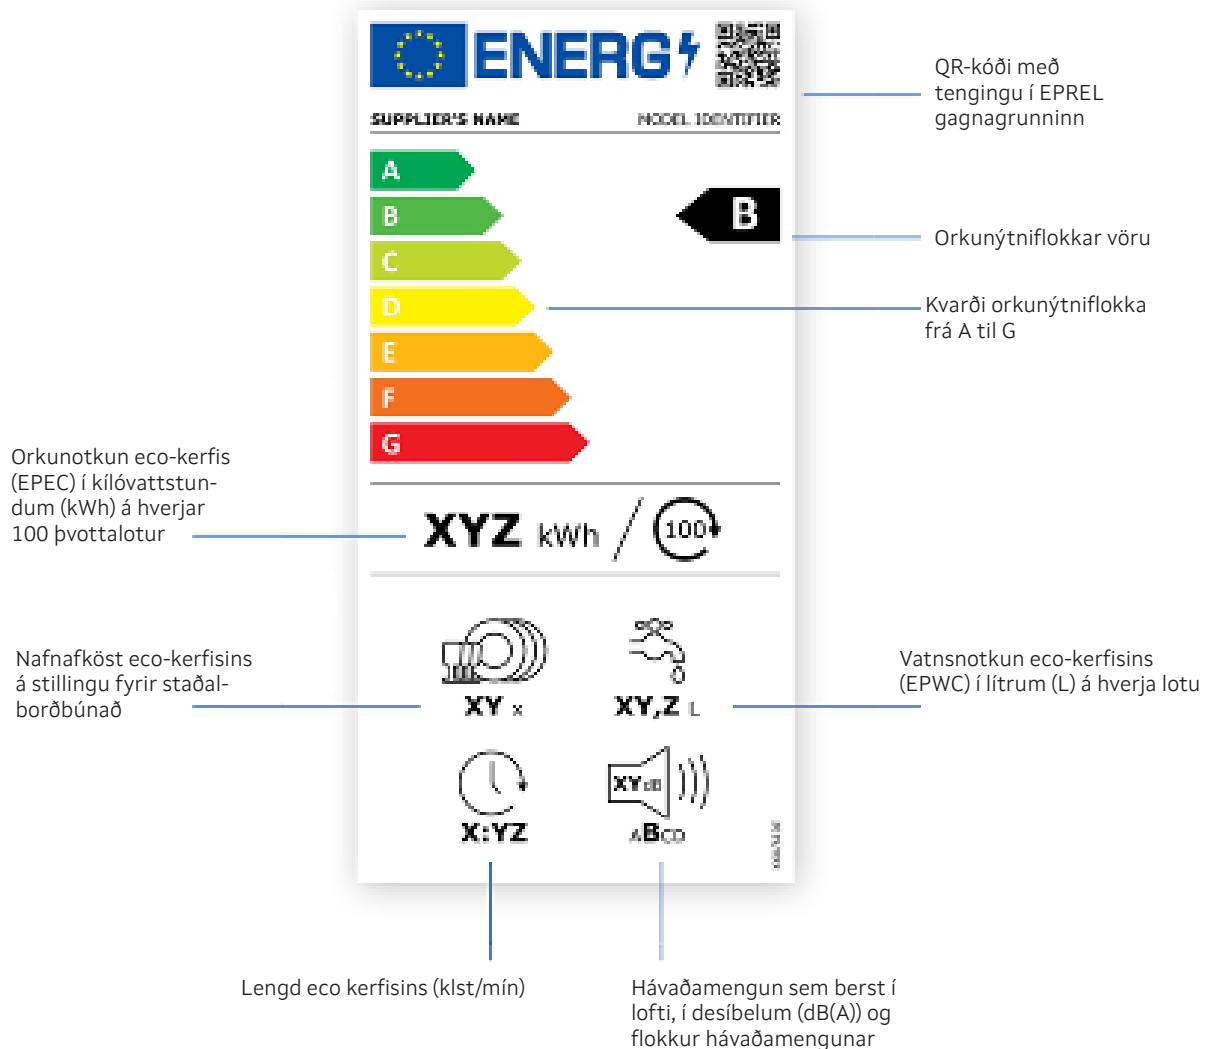 ENERG
SUPPLIER'S NAME MODEL IDENTIFIER
QR-kóði með
tengingu í EPREL
gagnagrunninn
A
B
B
Orkunýtniflokkar vöru
C
D
Kvarði orkunýtniflokka
frá A til G
E
F
G
Orkunotkun eco-kerfis
(EPEC) í kílóvattstun-
dum (kWh) á hverjar
100 þvottalotur
XYZ kWh / 100
Nafnafköst eco-kerfisins
á stillingu fyrir staðal-
borðbúnað
XY x
XY,Z L
Vatnsnotkun eco-kerfisins
(EPWC) í lítrum (L) á hverja lotu
X:YZ
XY dB
ABCD
Lengd eco kerfisins (klst/mín)
Hávaðamengun sem berst í
lofti, í desíbelum (dB(A)) og
flokkur hávaðamengunar